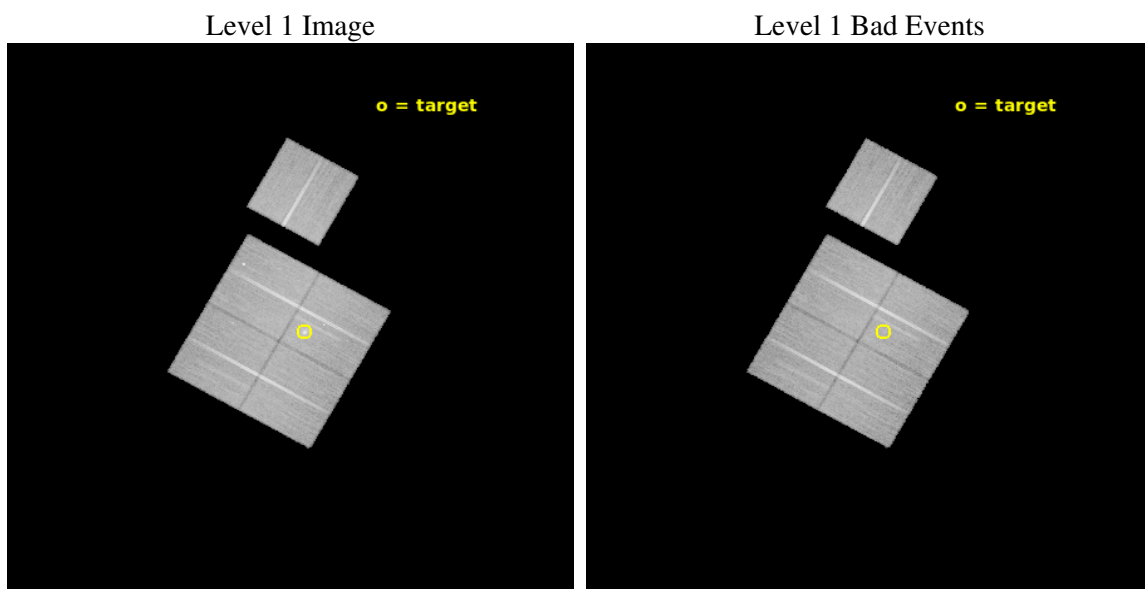 Level 1 Image
Level 1 Bad Events
o = target
o = target